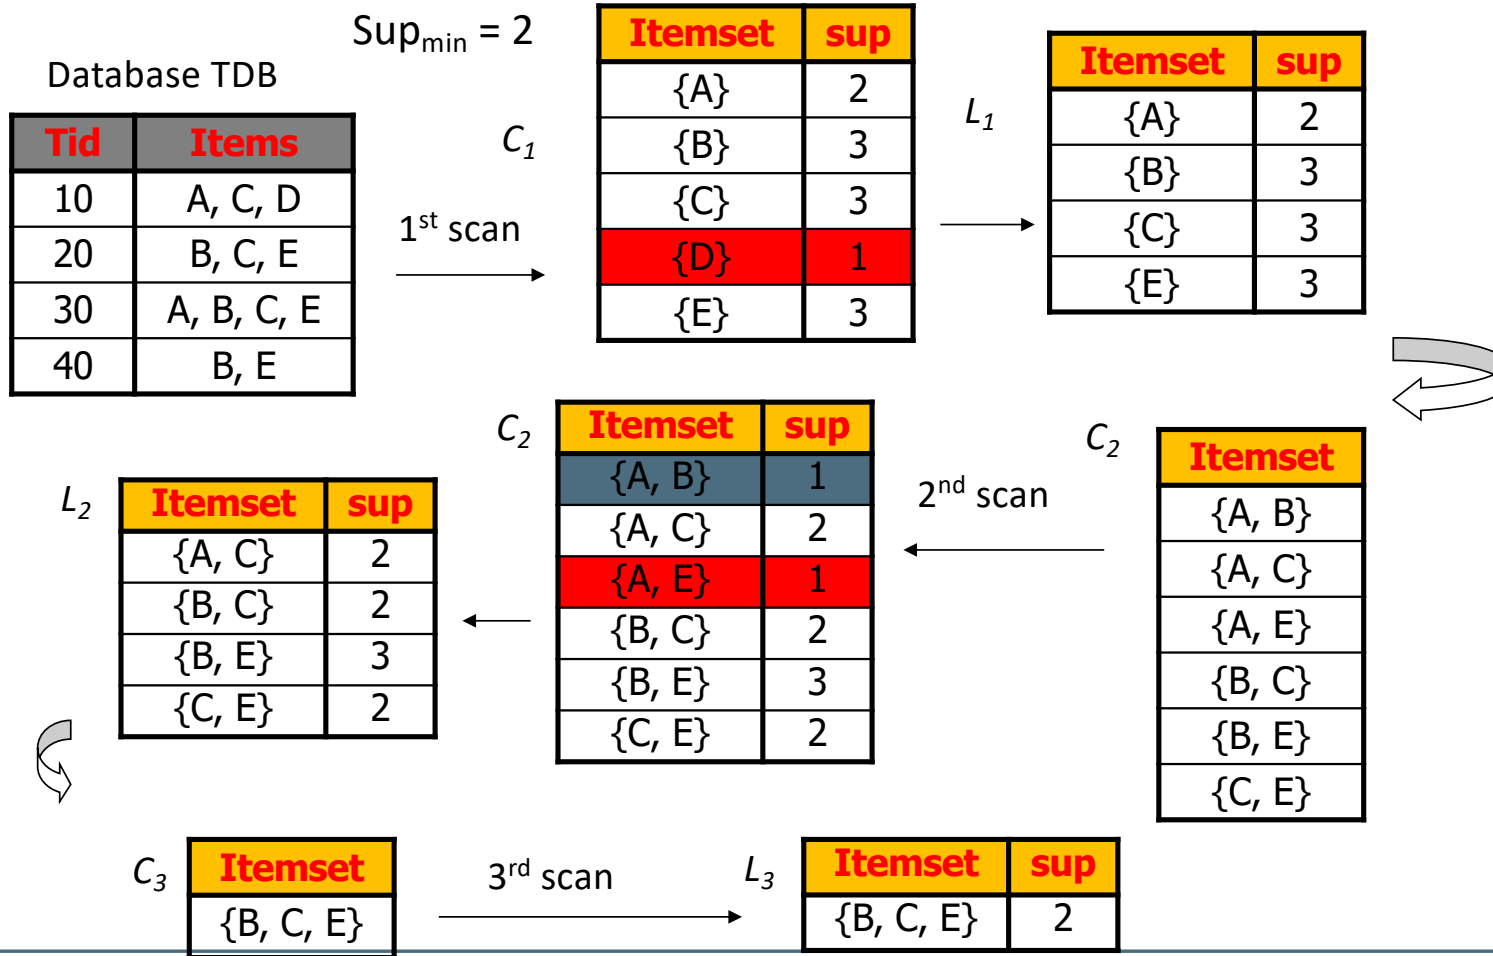 Sup_min = 2
Database TDB
Tid Items
10 A, C, D
20 B, C, E
30 A, B, C, E
40 B, E
1st scan
C1
Itemset sup
{A} 2
{B} 3
{C} 3
{D} 1
{E} 3
L1
Itemset sup
{A} 2
{B} 3
{C} 3
{E} 3
C2
Itemset
{A, B}
{A, C}
{A, E}
{B, C}
{B, E}
{C, E}
2nd scan
C2
Itemset sup
{A, B} 1
{A, C} 2
{A, E} 1
{B, C} 2
{B, E} 3
{C, E} 2
L2
Itemset sup
{A, C} 2
{B, C} 2
{B, E} 3
{C, E} 2
C3
Itemset
{B, C, E}
3rd scan
L3
Itemset sup
{B, C, E} 2